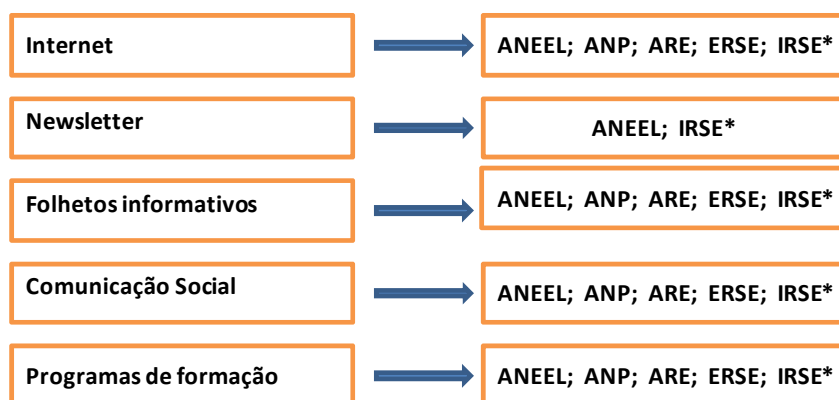 Internet
ANEEL; ANP; ARE; ERSE; IRSE*
Newsletter
ANEEL; IRSE*
Folhetos informativos
ANEEL; ANP; ARE; ERSE; IRSE*
Comunicação Social
ANEEL; ANP; ARE; ERSE; IRSE*
Programas de formação
ANEEL; ANP; ARE; ERSE; IRSE*